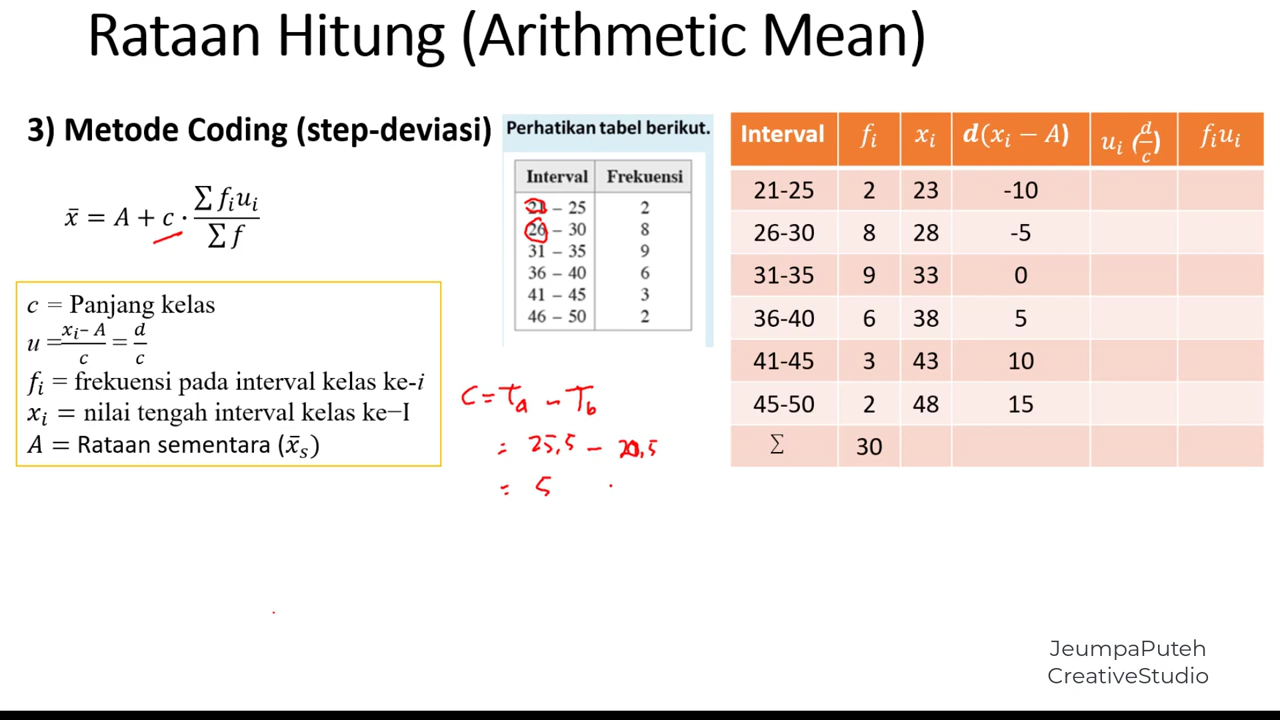 Rataan Hitung (Arithmetic Mean)
3) Metode Coding (step-deviasi)
x̄ = A + c · ∑ fᵢuᵢ / ∑ f
c = Panjang kelas
u = xᵢ− A / c = d / c
fᵢ = frekuensi pada interval kelas ke-i
xᵢ = nilai tengah interval kelas ke−I
A = Rataan sementara (x̄ₛ)
Perhatikan tabel berikut.
Interval Frekuensi
21 – 25 2
26 – 30 8
31 – 35 9
36 – 40 6
41 – 45 3
46 – 50 2
C = Ta - Tb
= 25,5 – 20,5
= 5
Interval fᵢ xᵢ d(xᵢ − A) uᵢ (d/c) fᵢuᵢ
21-25 2 23 -10
26-30 8 28 -5
31-35 9 33 0
36-40 6 38 5
41-45 3 43 10
45-50 2 48 15
∑ 30
JeumpaPuteh
CreativeStudio